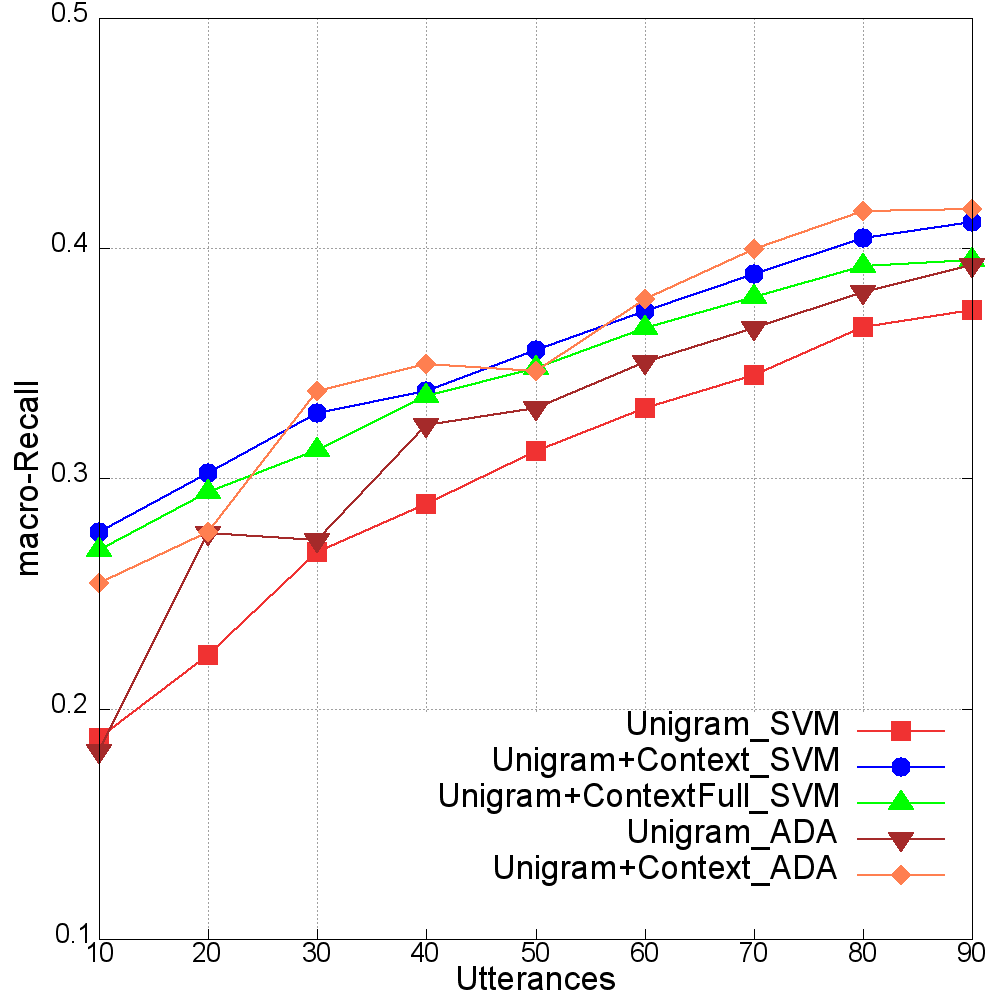 0.5
0.4
0.3
0.2
0.1
macro-Recall
Unigram_SVM
Unigram+Context_SVM
Unigram+ContextFull_SVM
Unigram_ADA
Unigram+Context_ADA
10 20 30 40 50 60 70 80 90
Utterances